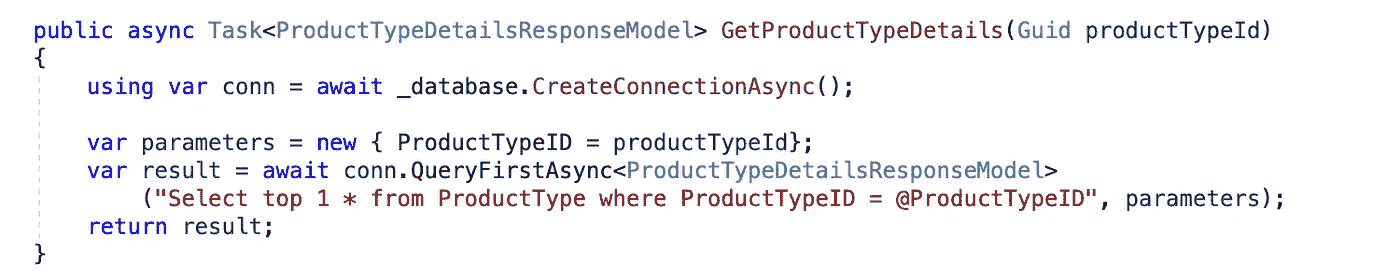 public async Task<ProductTypeDetailsResponseModel> GetProductTypeDetails(Guid productTypeId)
{
    using var conn = await _database.CreateConnectionAsync();

    var parameters = new { ProductTypeID = productTypeId};
    var result = await conn.QueryFirstAsync<ProductTypeDetailsResponseModel>
        ("Select top 1 * from ProductType where ProductTypeID = @ProductTypeID", parameters);
    return result;
}